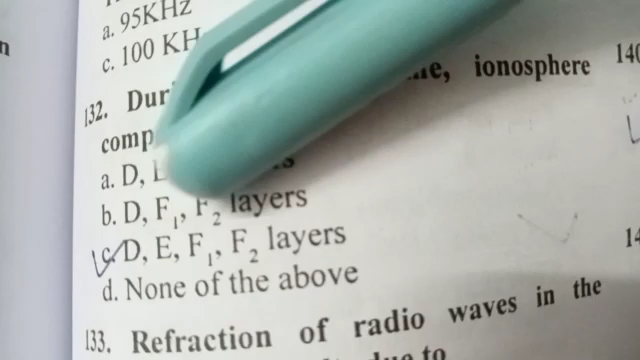 a. 95KHz
c. 100 KH
132. Dur
ionosphere
comp
a. D,
b. D, F₁, F₂ layers
c. D, E, F₁, F₂ layers
d. None of the above
133. Refraction of radio waves in the
to
140
14
n